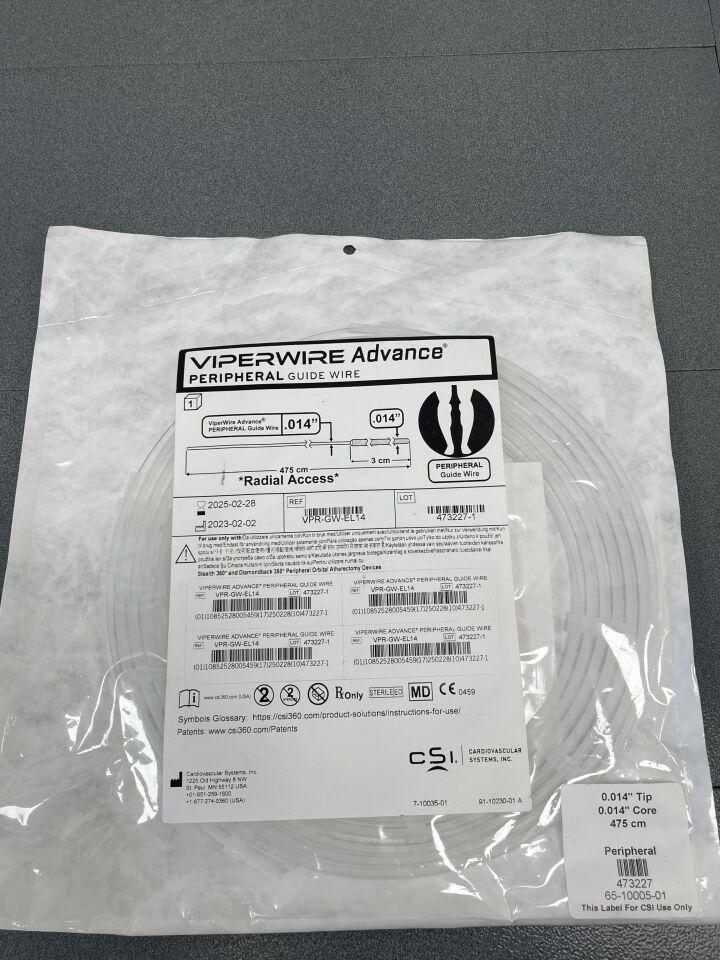 VIPERWIRE Advance®
PERIPHERAL GUIDE WIRE
1
ViperWire Advance®
PERIPHERAL Guide Wire
.014"
.014"
3 cm
475 cm
*Radial Access*
PERIPHERAL
Guide Wire
2025-02-28
2023-02-02
REF
VPR-GW-EL14
LOT
473227-1
For use only with
Stealth 360® and Diamondback 360® Peripheral Orbital Atherectomy Devices
VIPERWIRE ADVANCE® PERIPHERAL GUIDE WIRE
REF VPR-GW-EL14 LOT 473227-1
(01)10852528005459(17)250228(10)473227-1
VIPERWIRE ADVANCE® PERIPHERAL GUIDE WIRE
REF VPR-GW-EL14 LOT 473227-1
(01)10852528005459(17)250228(10)473227-1
VIPERWIRE ADVANCE® PERIPHERAL GUIDE WIRE
REF VPR-GW-EL14 LOT 473227-1
(01)10852528005459(17)250228(10)473227-1
VIPERWIRE ADVANCE® PERIPHERAL GUIDE WIRE
REF VPR-GW-EL14 LOT 473227-1
(01)10852528005459(17)250228(10)473227-1
www.csi360.com (USA)
2
2
Rx Only
STERILE EO
MD
CE 0459
Symbols Glossary: https://csi360.com/product-solutions/instructions-for-use/
Patents: www.csi360.com/Patents
CSI.
CARDIOVASCULAR
SYSTEMS, INC.
Cardiovascular Systems, Inc.
1225 Old Highway 8 NW
St. Paul, MN 55112 USA
+01-651-259-1600
+1-877-274-0360 (USA)
7-10035-01
91-10230-01 A
0.014" Tip
0.014" Core
475 cm
Peripheral
473227
65-10005-01
This Label For CSI Use Only